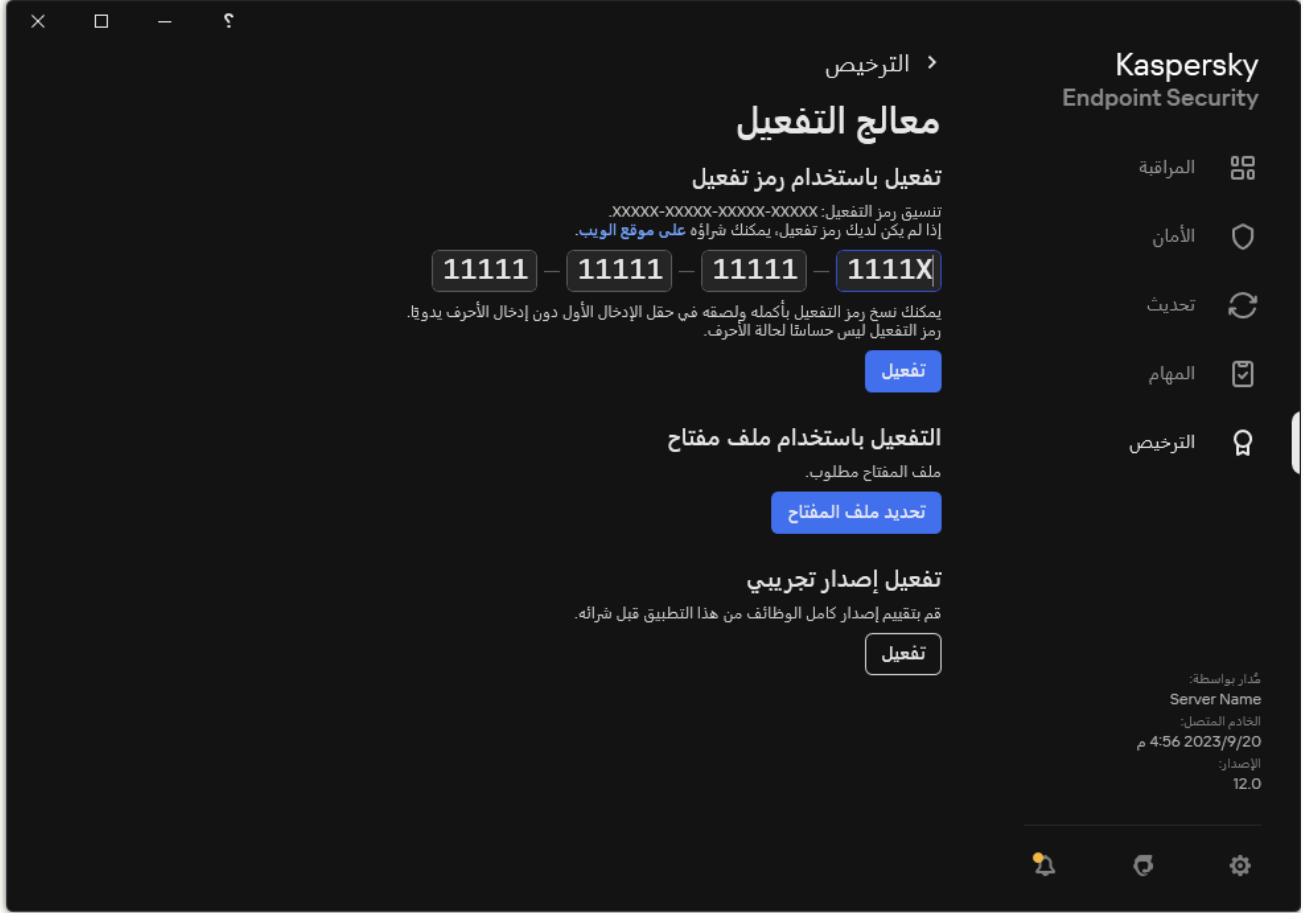 ؟
Kaspersky
Endpoint Security
المراقبة
الأمان
تحديث
المهام
الترخيص
مُدار بواسطة:
Server Name
الخادم المتصل:
2023/9/20 4:56 م
الإصدار:
12.0
الترخيص
معالج التفعيل
تفعيل باستخدام رمز تفعيل
تنسيق رمز التفعيل: XXXXX-XXXXX-XXXXX-XXXXX.
إذا لم يكن لديك رمز تفعيل، يمكنك شراؤه على موقع الويب.
11111 – 11111 – 11111 – 1111X
يمكنك نسخ رمز التفعيل بأكمله ولصقه في حقل الإدخال الأول دون إدخال الأحرف يدويًا.
رمز التفعيل ليس حساسًا لحالة الأحرف.
تفعيل
التفعيل باستخدام ملف مفتاح
ملف المفتاح مطلوب.
تحديد ملف المفتاح
تفعيل إصدار تجريبي
قم بتقييم إصدار كامل الوظائف من هذا التطبيق قبل شرائه.
تفعيل